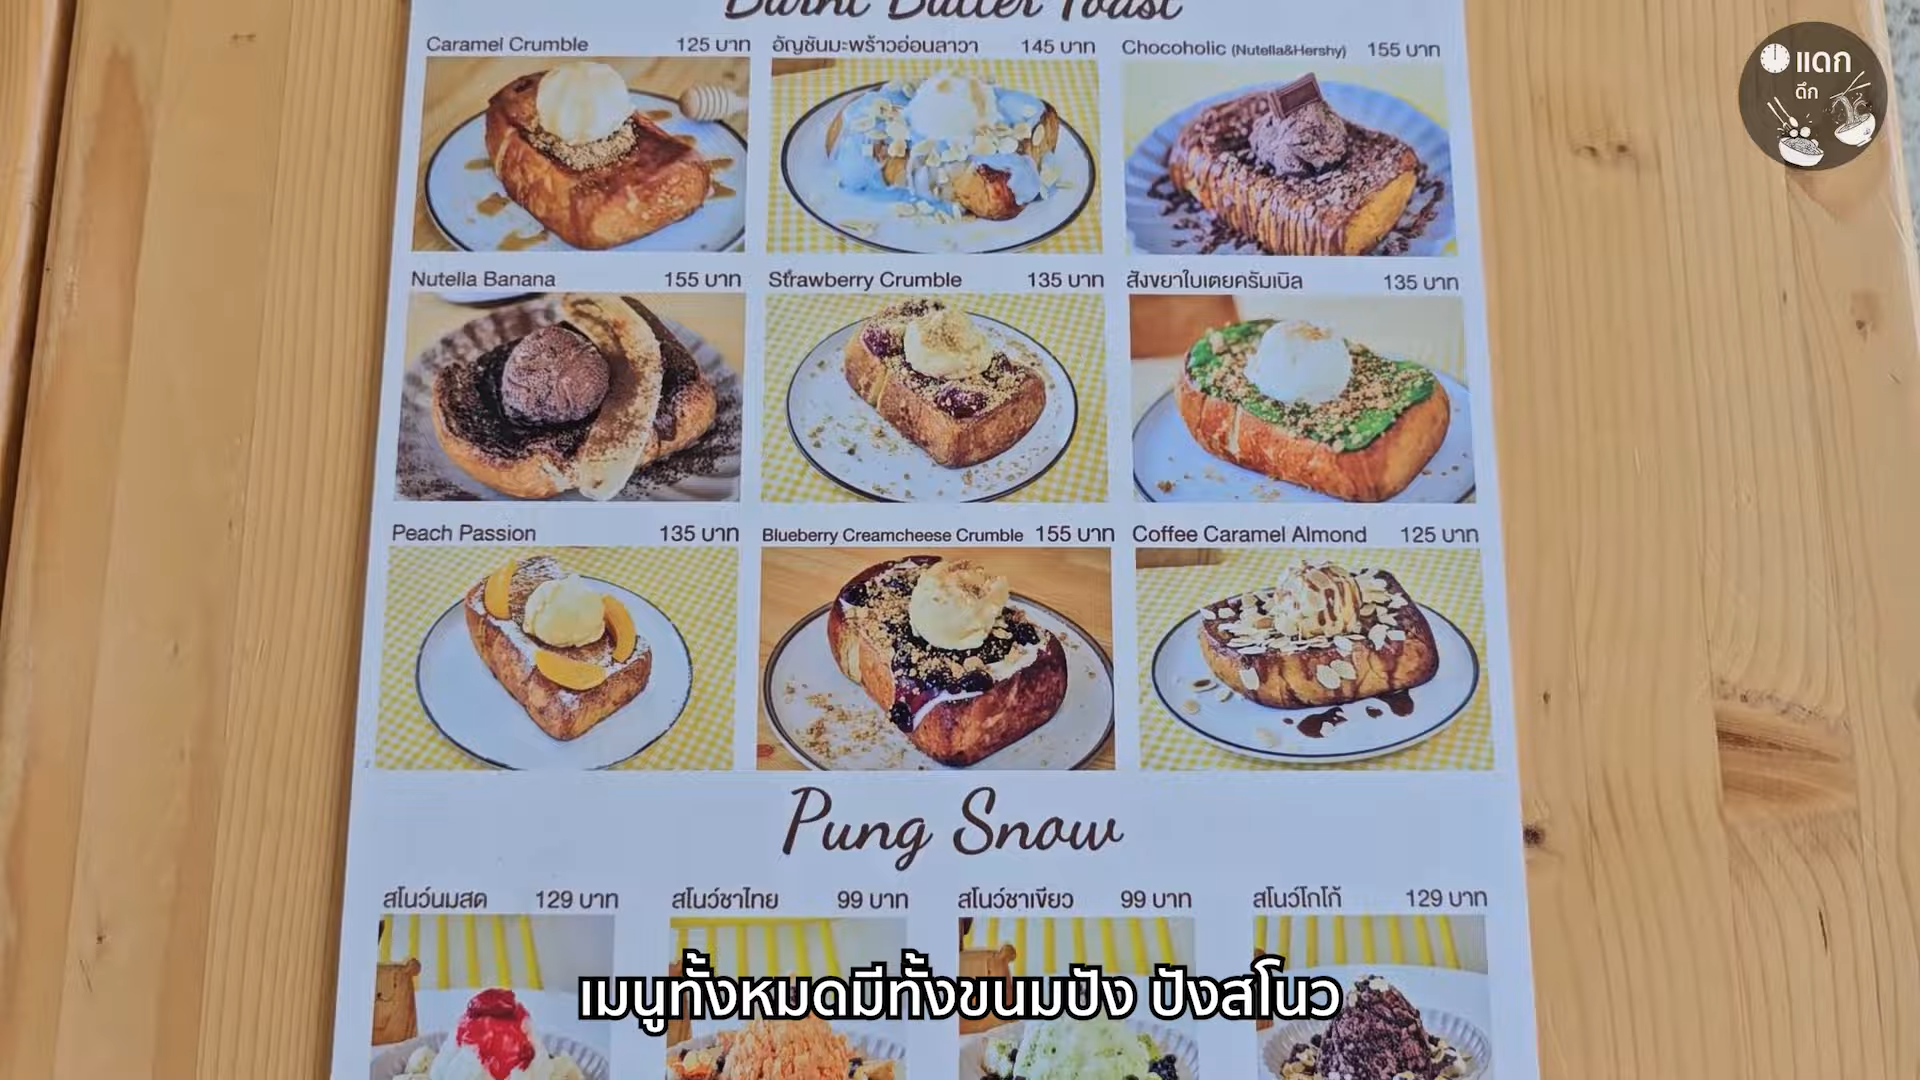 Burnt Butter Toast
Caramel Crumble 125 บาท
อัญชันมะพร้าวอ่อนลาวา 145 บาท
Chocoholic (Nutella&Hershy) 155 บาท
Nutella Banana 155 บาท
Strawberry Crumble 135 บาท
สังขยาใบเตยครัมเบิล 135 บาท
Peach Passion 135 บาท
Blueberry Creamcheese Crumble 155 บาท
Coffee Caramel Almond 125 บาท
Pung Snow
สโนว์นมสด 129 บาท
สโนว์ชาไทย 99 บาท
สโนว์ชาเขียว 99 บาท
สโนว์โกโก้ 129 บาท
เมนูทั้งหมดมีทั้งขนมปัง ปังสโนว
แดก
ดึก